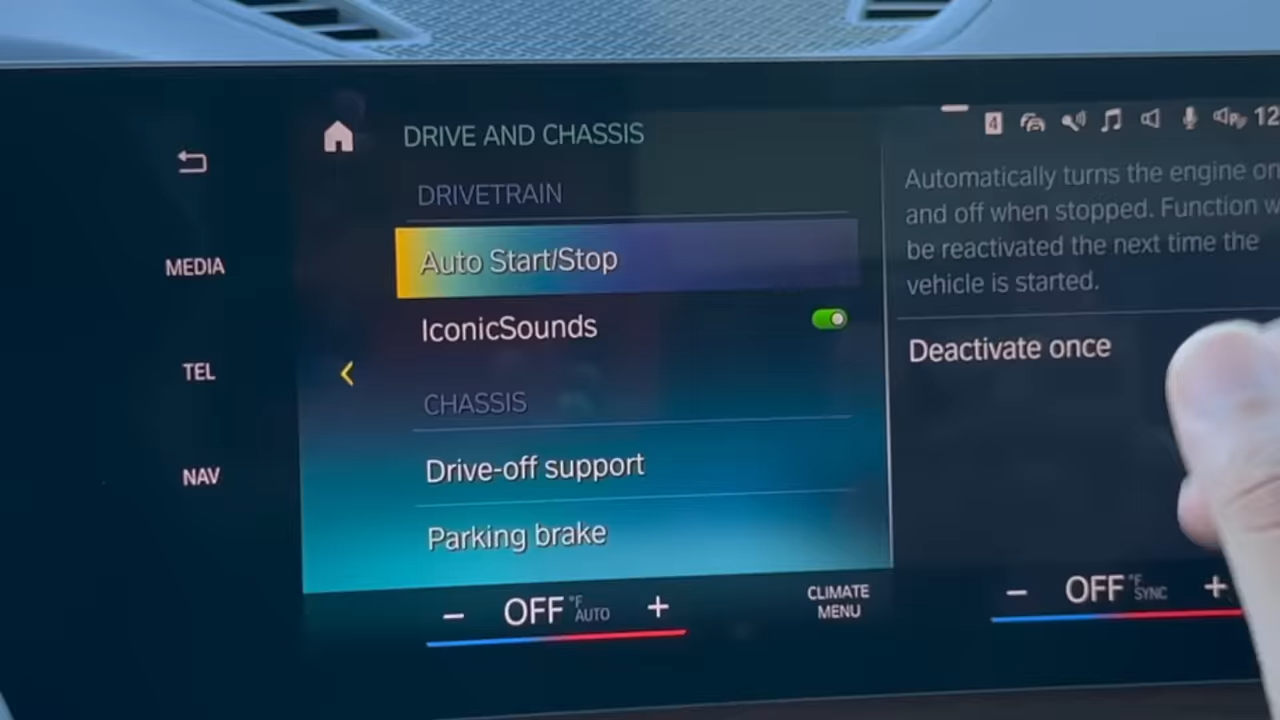 DRIVE AND CHASSIS
4
12
MEDIA
TEL
NAV
DRIVETRAIN
Auto Start/Stop
IconicSounds
CHASSIS
Drive-off support
Parking brake
Automatically turns the engine on
and off when stopped. Function w
be reactivated the next time the
vehicle is started.
Deactivate once
– OFF °F AUTO +
CLIMATE
MENU
– OFF °F SYNC +